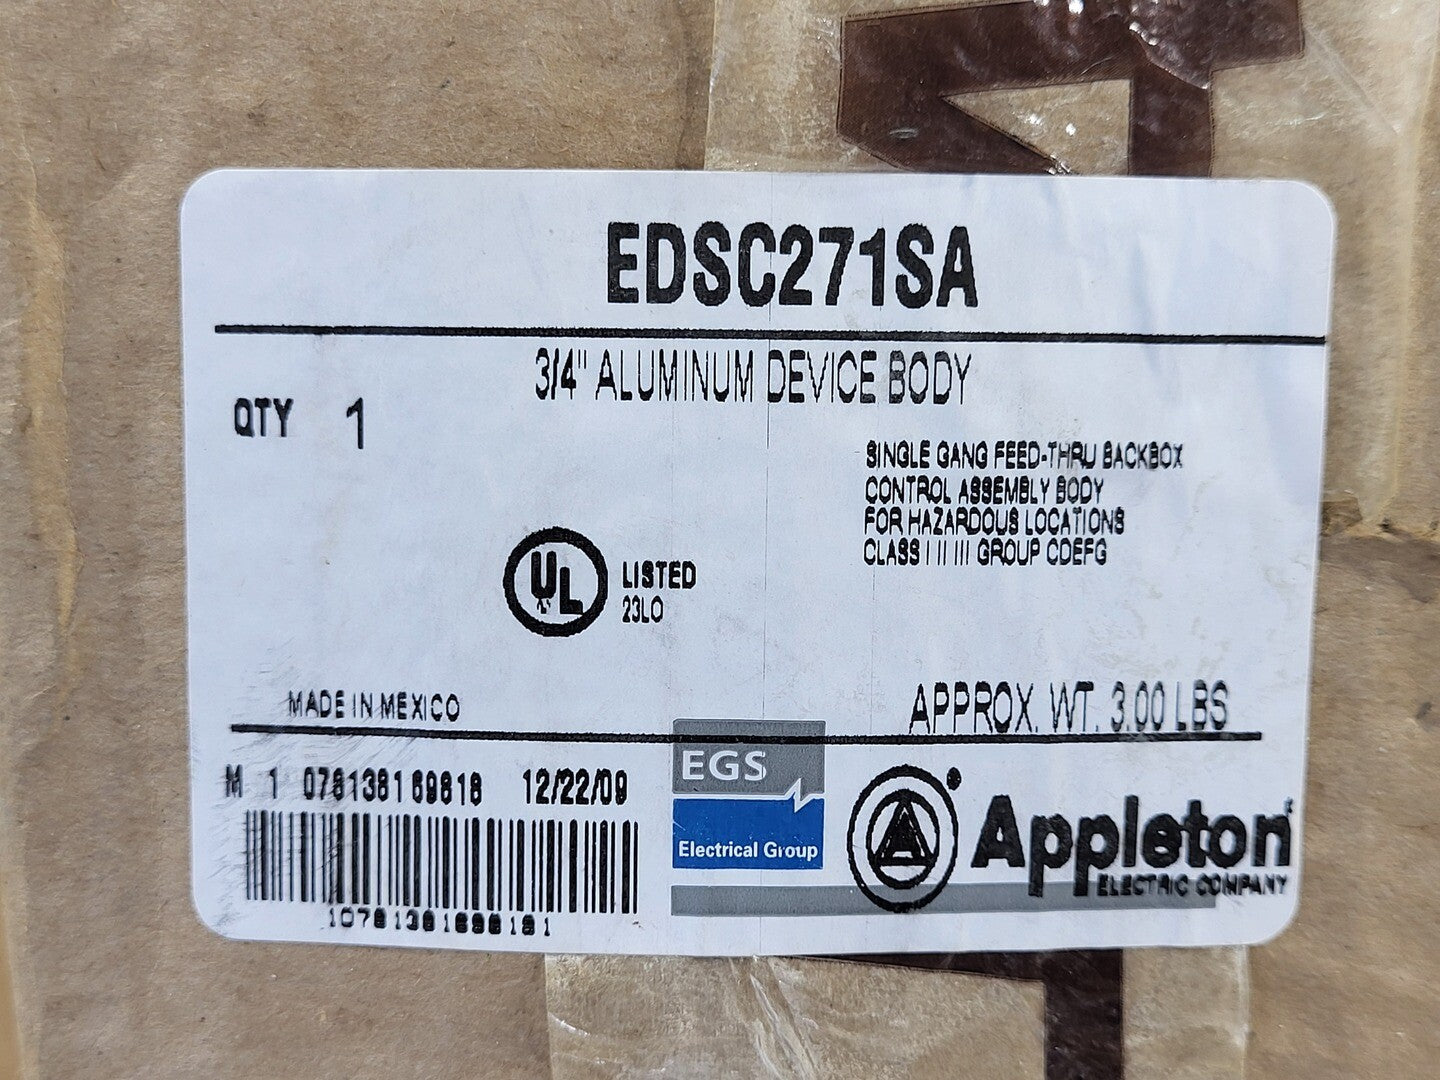 EDSC271SA
3/4" ALUMINUM DEVICE BODY
QTY 1
SINGLE GANG FEED-THRU BACKBOX
CONTROL ASSEMBLY BODY
FOR HAZARDOUS LOCATIONS
CLASS I II III GROUP CDEFG
UL LISTED
23LO
MADE IN MEXICO
APPROX. WT. 3.00 LBS
M 1 078138169818 12/22/09
EGS
Electrical Group
A ® Appleton
ELECTRIC COMPANY